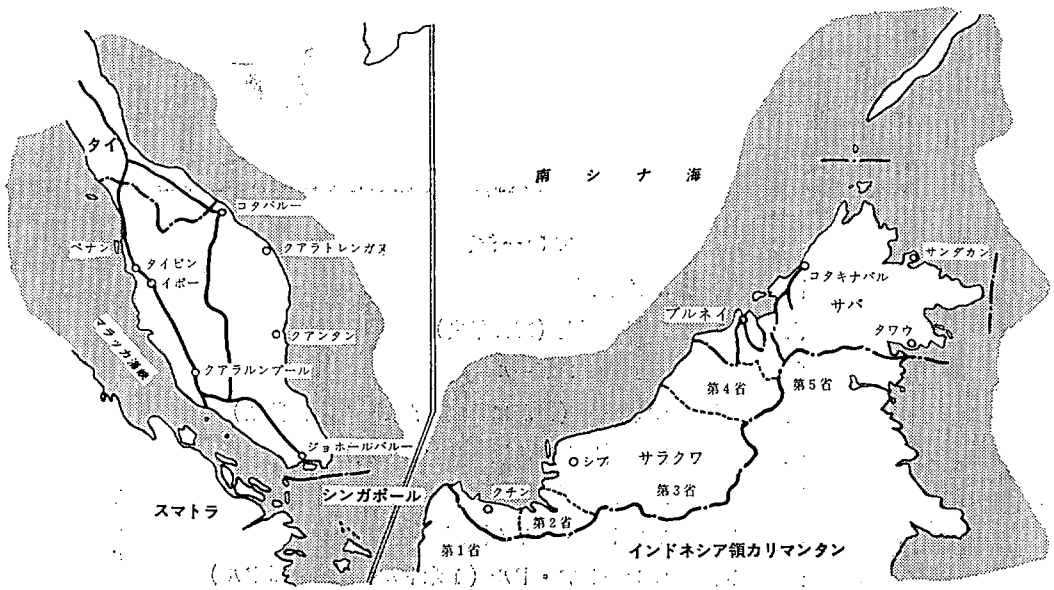 タイ
南シナ海
コタバルー
ペナン
クアラトレンガヌ
タイピン
イポー
マラッカ海峡
クアンタン
クアラルンプール
ジョホールバルー
シンガポール
スマトラ
サンダカン
コタキナバル
サバ
ブルネイ
タワウ
第4省
第5省
シブ
サラクワ
第3省
クチン
第2省
第1省
インドネシア領カリマンタン